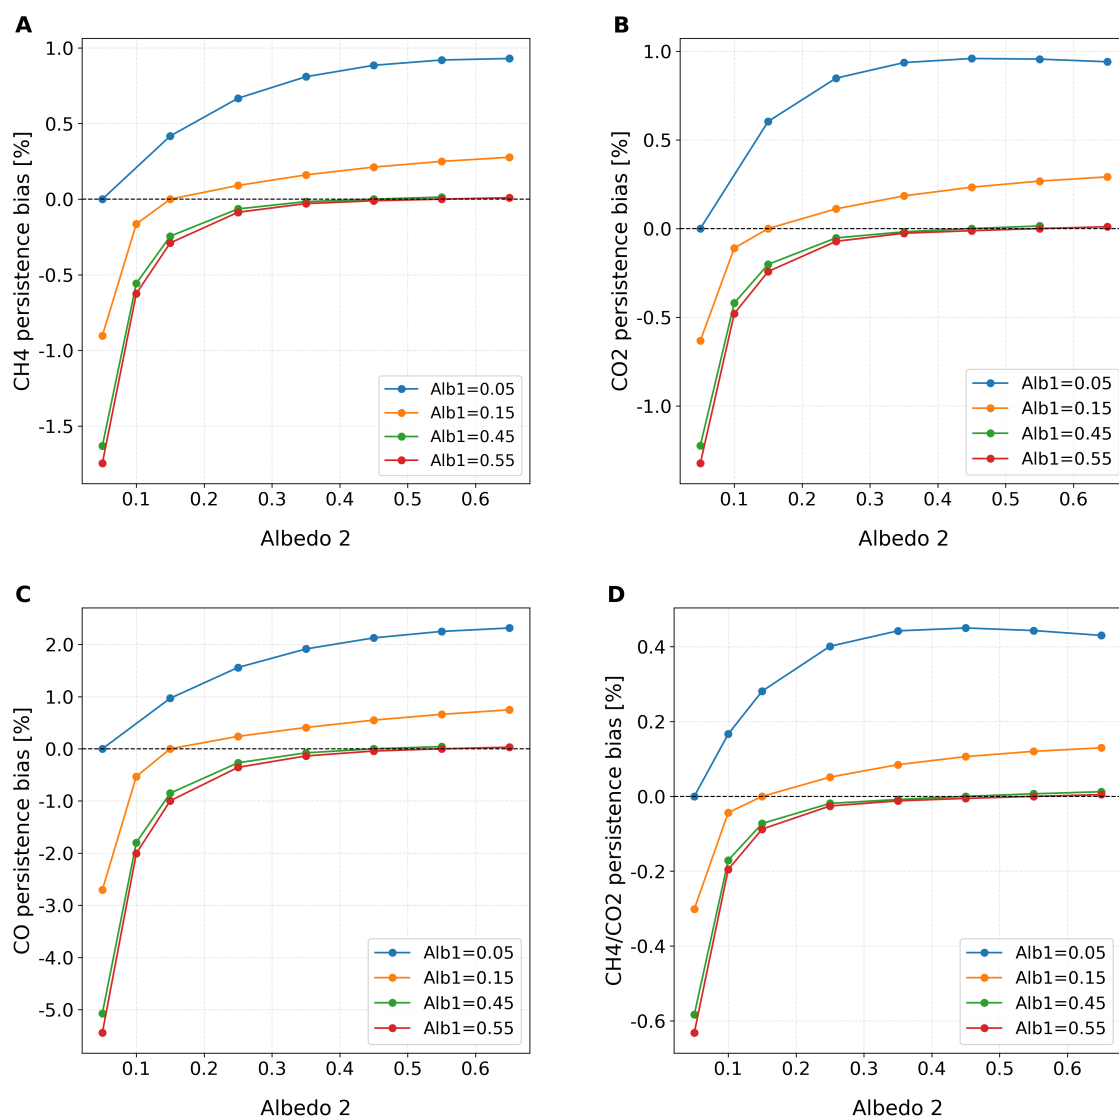 A
CH4 persistence bias [%]
1.0
0.5
0.0
-0.5
-1.0
-1.5
0.1 0.2 0.3 0.4 0.5 0.6
Albedo 2
Alb1=0.05
Alb1=0.15
Alb1=0.45
Alb1=0.55
B
CO2 persistence bias [%]
1.0
0.5
0.0
-0.5
-1.0
0.1 0.2 0.3 0.4 0.5 0.6
Albedo 2
Alb1=0.05
Alb1=0.15
Alb1=0.45
Alb1=0.55
C
CO persistence bias [%]
2.0
1.0
0.0
-1.0
-2.0
-3.0
-4.0
-5.0
0.1 0.2 0.3 0.4 0.5 0.6
Albedo 2
Alb1=0.05
Alb1=0.15
Alb1=0.45
Alb1=0.55
D
CH4/CO2 persistence bias [%]
0.4
0.2
0.0
-0.2
-0.4
-0.6
0.1 0.2 0.3 0.4 0.5 0.6
Albedo 2
Alb1=0.05
Alb1=0.15
Alb1=0.45
Alb1=0.55